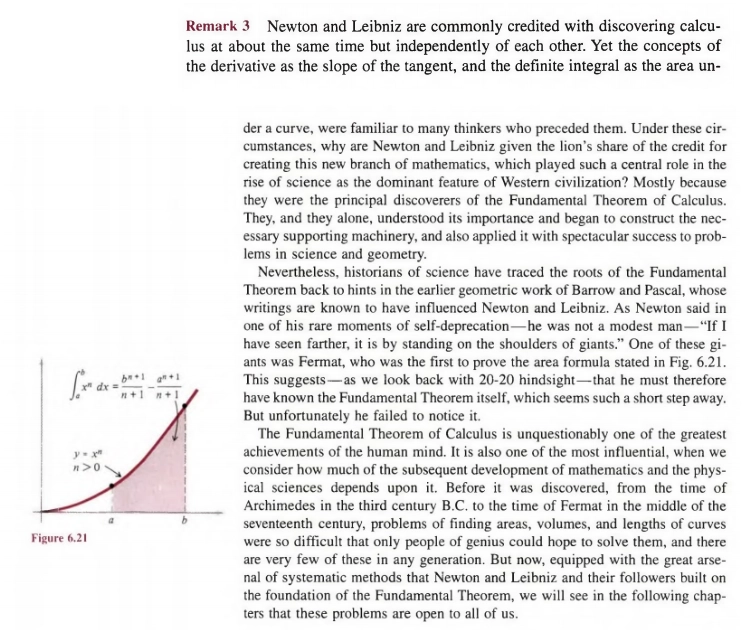 Remark 3 Newton and Leibniz are commonly credited with discovering calcu-
lus at about the same time but independently of each other. Yet the concepts of
the derivative as the slope of the tangent, and the definite integral as the area un-
der a curve, were familiar to many thinkers who preceded them. Under these cir-
cumstances, why are Newton and Leibniz given the lion's share of the credit for
creating this new branch of mathematics, which played such a central role in the
rise of science as the dominant feature of Western civilization? Mostly because
they were the principal discoverers of the Fundamental Theorem of Calculus.
They, and they alone, understood its importance and began to construct the nec-
essary supporting machinery, and also applied it with spectacular success to prob-
lems in science and geometry.
Nevertheless, historians of science have traced the roots of the Fundamental
Theorem back to hints in the earlier geometric work of Barrow and Pascal, whose
writings are known to have influenced Newton and Leibniz. As Newton said in
one of his rare moments of self-deprecation—he was not a modest man—"If I
have seen farther, it is by standing on the shoulders of giants." One of these gi-
ants was Fermat, who was the first to prove the area formula stated in Fig. 6.21.
This suggests—as we look back with 20-20 hindsight—that he must therefore
have known the Fundamental Theorem itself, which seems such a short step away.
But unfortunately he failed to notice it.
The Fundamental Theorem of Calculus is unquestionably one of the greatest
achievements of the human mind. It is also one of the most influential, when we
consider how much of the subsequent development of mathematics and the phys-
ical sciences depends upon it. Before it was discovered, from the time of
Archimedes in the third century B.C. to the time of Fermat in the middle of the
seventeenth century, problems of finding areas, volumes, and lengths of curves
were so difficult that only people of genius could hope to solve them, and there
are very few of these in any generation. But now, equipped with the great arse-
nal of systematic methods that Newton and Leibniz and their followers built on
the foundation of the Fundamental Theorem, we will see in the following chap-
ters that these problems are open to all of us.
∫ₐᵇ xⁿ dx = bⁿ⁺¹/n+1 − aⁿ⁺¹/n+1
y = xⁿ
n > 0
a b
Figure 6.21